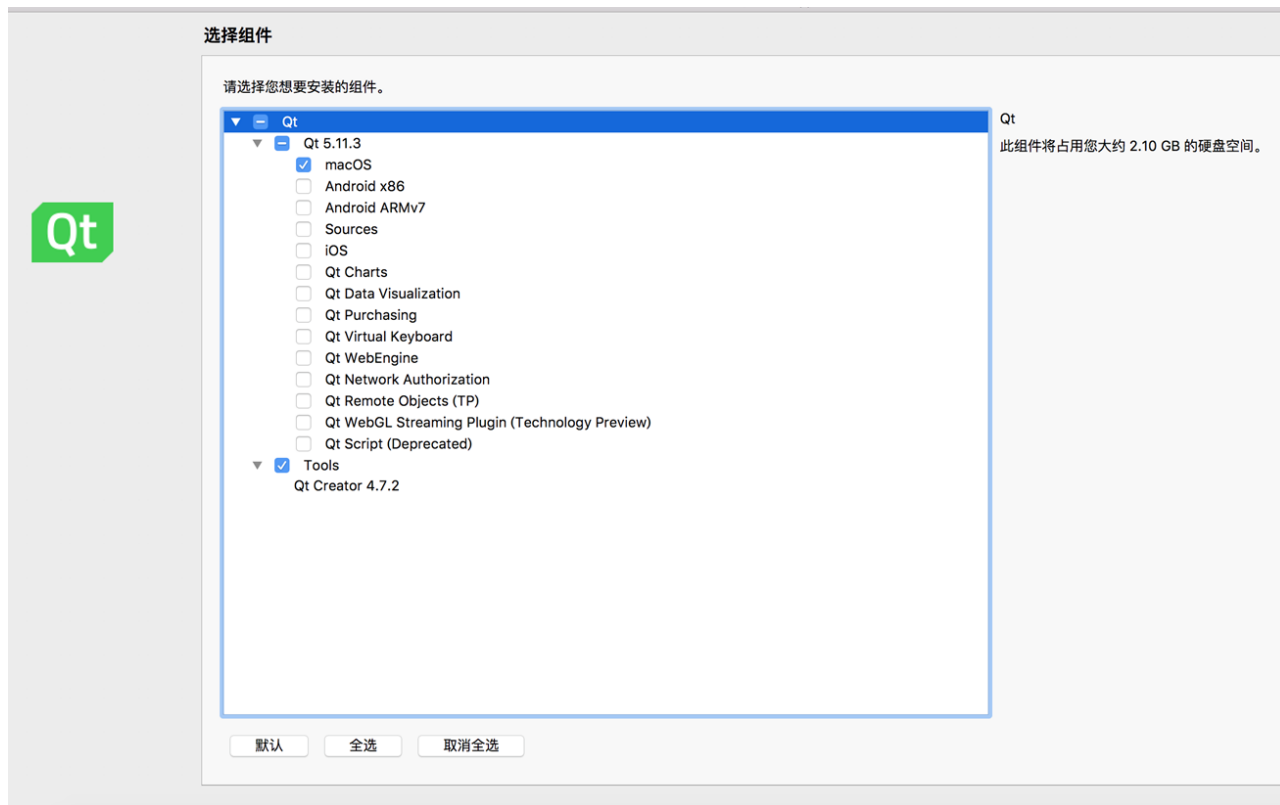 选择组件
请选择您想要安装的组件。
Qt
Qt 5.11.3
macOS
Android x86
Android ARMv7
Sources
iOS
Qt Charts
Qt Data Visualization
Qt Purchasing
Qt Virtual Keyboard
Qt WebEngine
Qt Network Authorization
Qt Remote Objects (TP)
Qt WebGL Streaming Plugin (Technology Preview)
Qt Script (Deprecated)
Tools
Qt Creator 4.7.2
Qt
此组件将占用您大约 2.10 GB 的硬盘空间。
Qt
默认 全选 取消全选